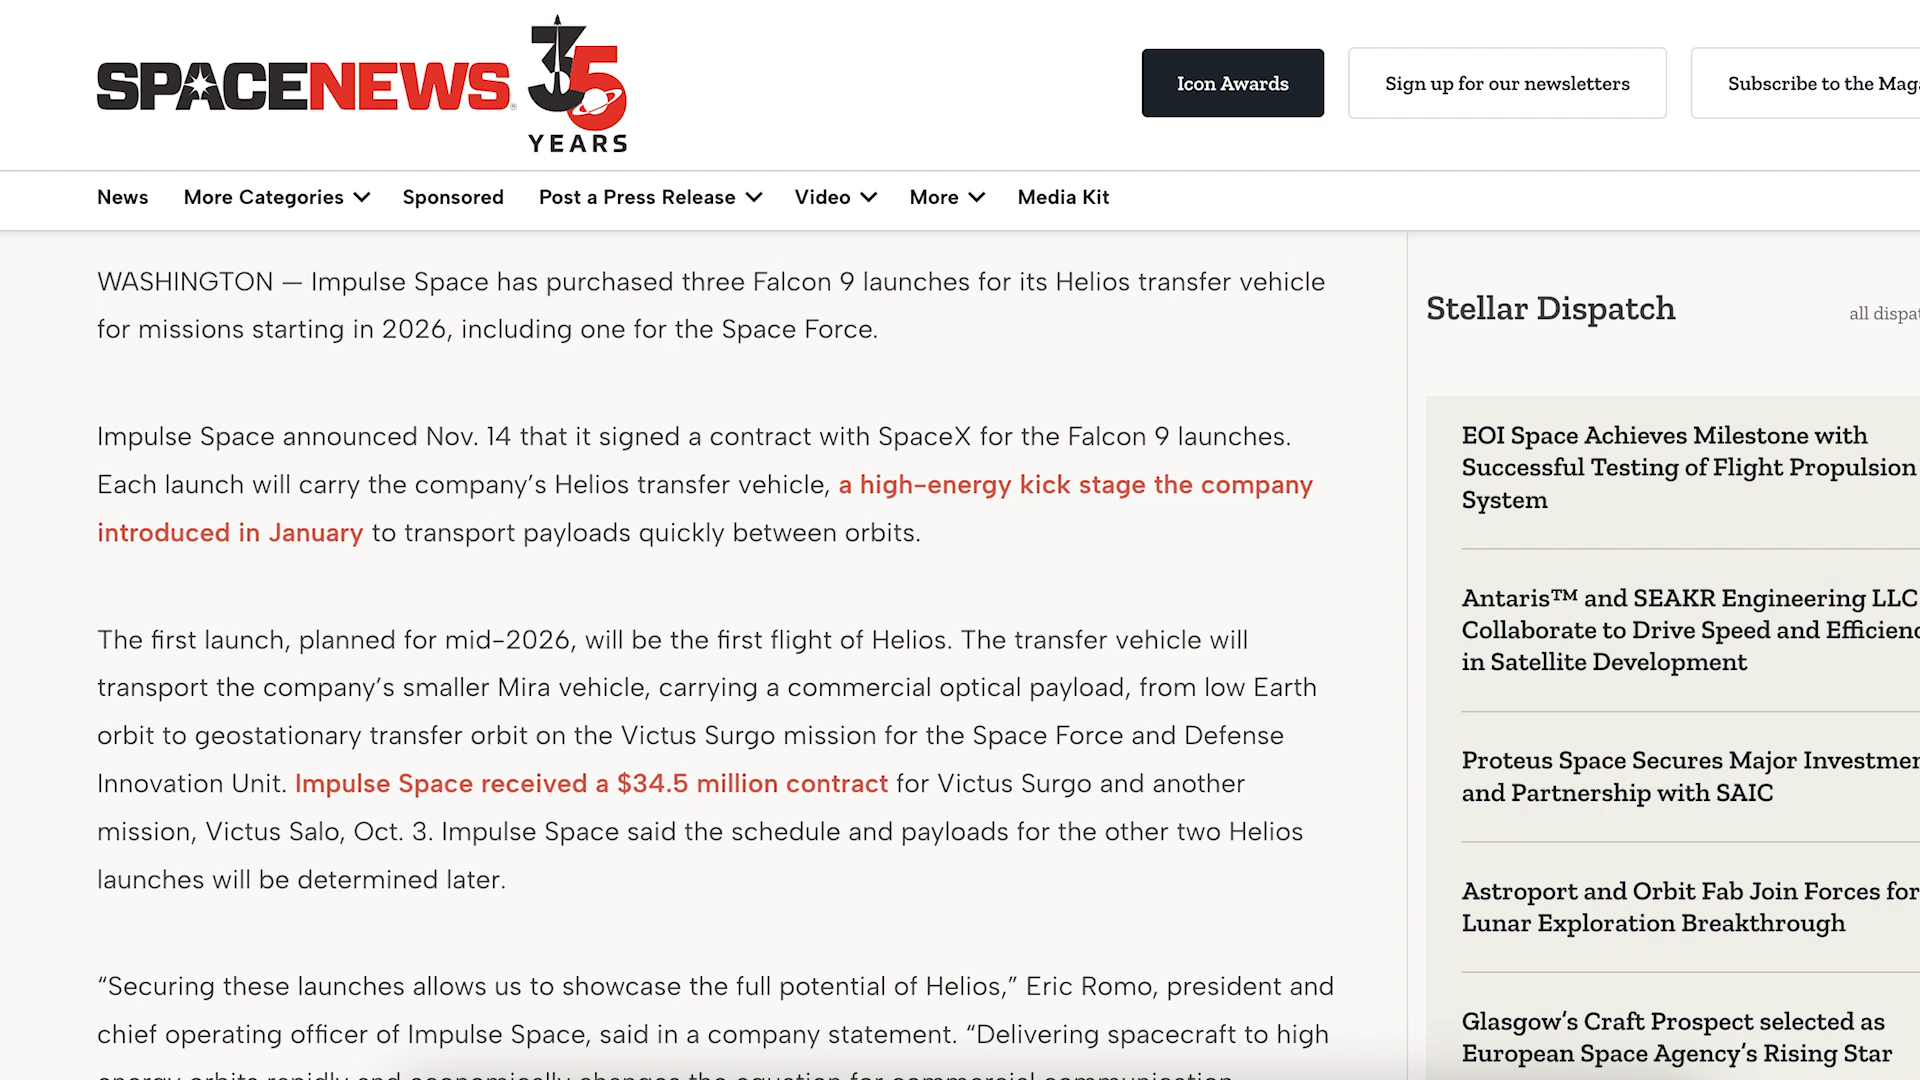 SPACENEWS®
35
YEARS
Icon Awards
Sign up for our newsletters
Subscribe to the Mag
News
More Categories
Sponsored
Post a Press Release
Video
More
Media Kit
WASHINGTON — Impulse Space has purchased three Falcon 9 launches for its Helios transfer vehicle
for missions starting in 2026, including one for the Space Force.
Impulse Space announced Nov. 14 that it signed a contract with SpaceX for the Falcon 9 launches.
Each launch will carry the company’s Helios transfer vehicle, a high-energy kick stage the company
introduced in January to transport payloads quickly between orbits.
The first launch, planned for mid-2026, will be the first flight of Helios. The transfer vehicle will
transport the company’s smaller Mira vehicle, carrying a commercial optical payload, from low Earth
orbit to geostationary transfer orbit on the Victus Surgo mission for the Space Force and Defense
Innovation Unit. Impulse Space received a $34.5 million contract for Victus Surgo and another
mission, Victus Salo, Oct. 3. Impulse Space said the schedule and payloads for the other two Helios
launches will be determined later.
“Securing these launches allows us to showcase the full potential of Helios,” Eric Romo, president and
chief operating officer of Impulse Space, said in a company statement. “Delivering spacecraft to high
energy orbits rapidly and economically changes the equation for commercial communication
Stellar Dispatch
all dispat
EOI Space Achieves Milestone with
Successful Testing of Flight Propulsion
System
Antaris™ and SEAKR Engineering LLC
Collaborate to Drive Speed and Efficienc
in Satellite Development
Proteus Space Secures Major Investmen
and Partnership with SAIC
Astroport and Orbit Fab Join Forces for
Lunar Exploration Breakthrough
Glasgow’s Craft Prospect selected as
European Space Agency’s Rising Star